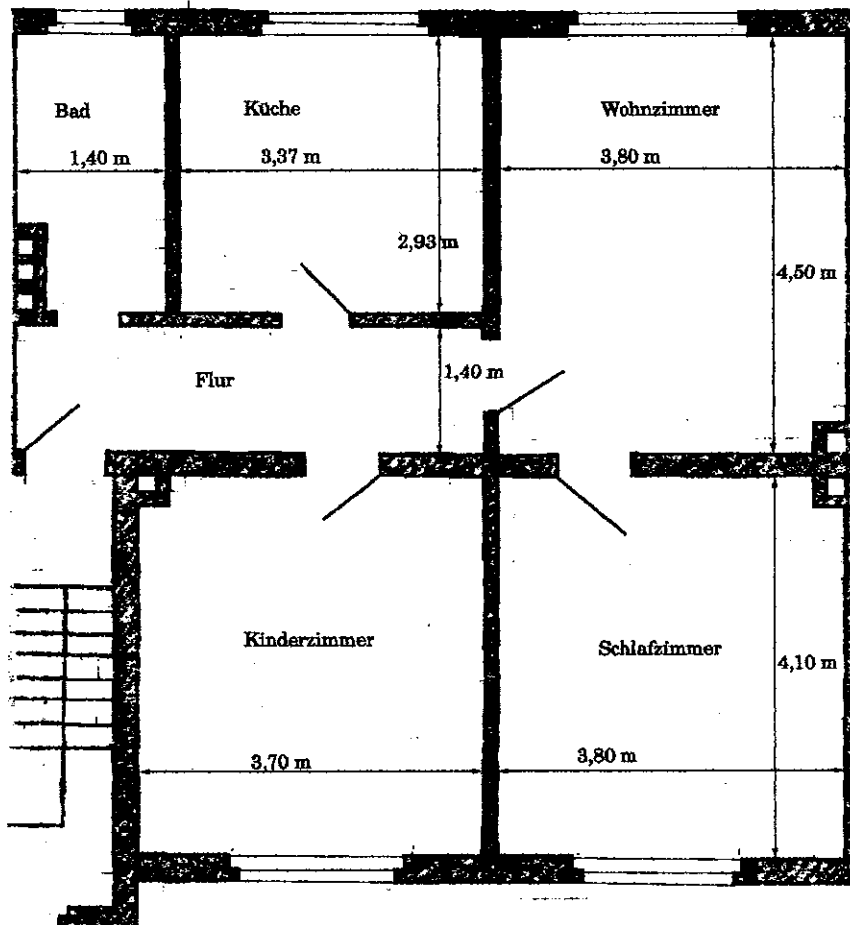 Bad
Küche
Wohnzimmer
1,40 m
3,37 m
3,80 m
2,93 m
4,50 m
Flur
1,40 m
Kinderzimmer
Schlafzimmer
4,10 m
3,70 m
3,80 m